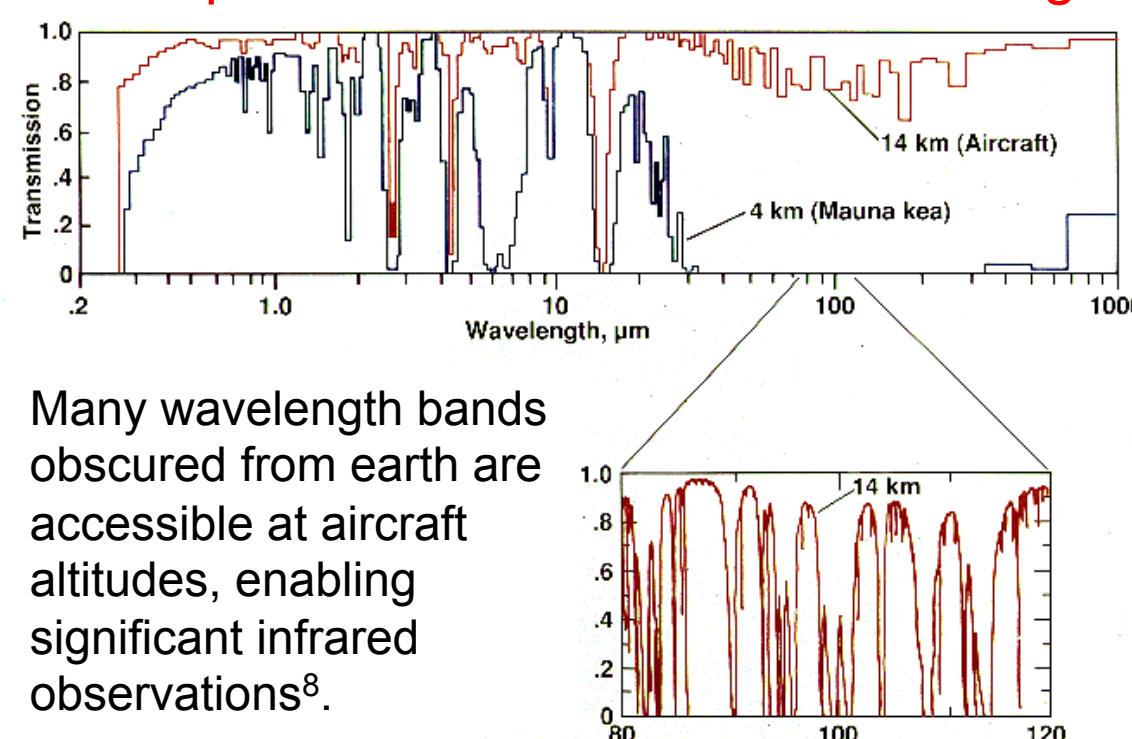 1.0
.8
.6
.4
.2
0
Transmission
14 km (Aircraft)
4 km (Mauna kea)
.2 1.0 10 100
Wavelength, µm
Many wavelength bands
obscured from earth are
accessible at aircraft
altitudes, enabling
significant infrared
observations⁸.
1.0
.8
.6
.4
.2
0
14 km
80 100 120